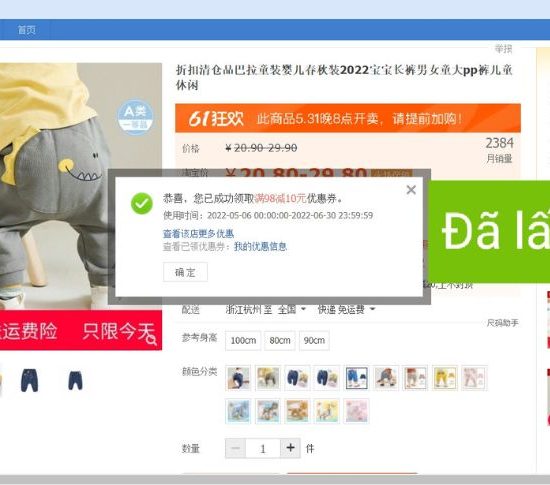 首页
举报
折扣清仓品巴拉童装婴儿春秋装2022宝宝长裤男女童大pp裤儿童
休闲
A类
一等品
61狂欢 此商品5.31晚8点开卖，请提前加购！
价格 ¥ 20.90-29.90
2384
月销量
淘宝价 ¥ 20.80-29.80
恭喜，您已成功领取满98减10元优惠券。
使用时间：2022-05-06 00:00:00-2022-06-30 23:59:59
查看该店更多优惠
查看已领优惠券：我的优惠信息
确 定
Đã lấ
配送 浙江杭州 至 全国 快递 免运费
尺码助手
运费险 只限今天
参考身高 100cm 80cm 90cm
颜色分类
数量 － 1 + 件